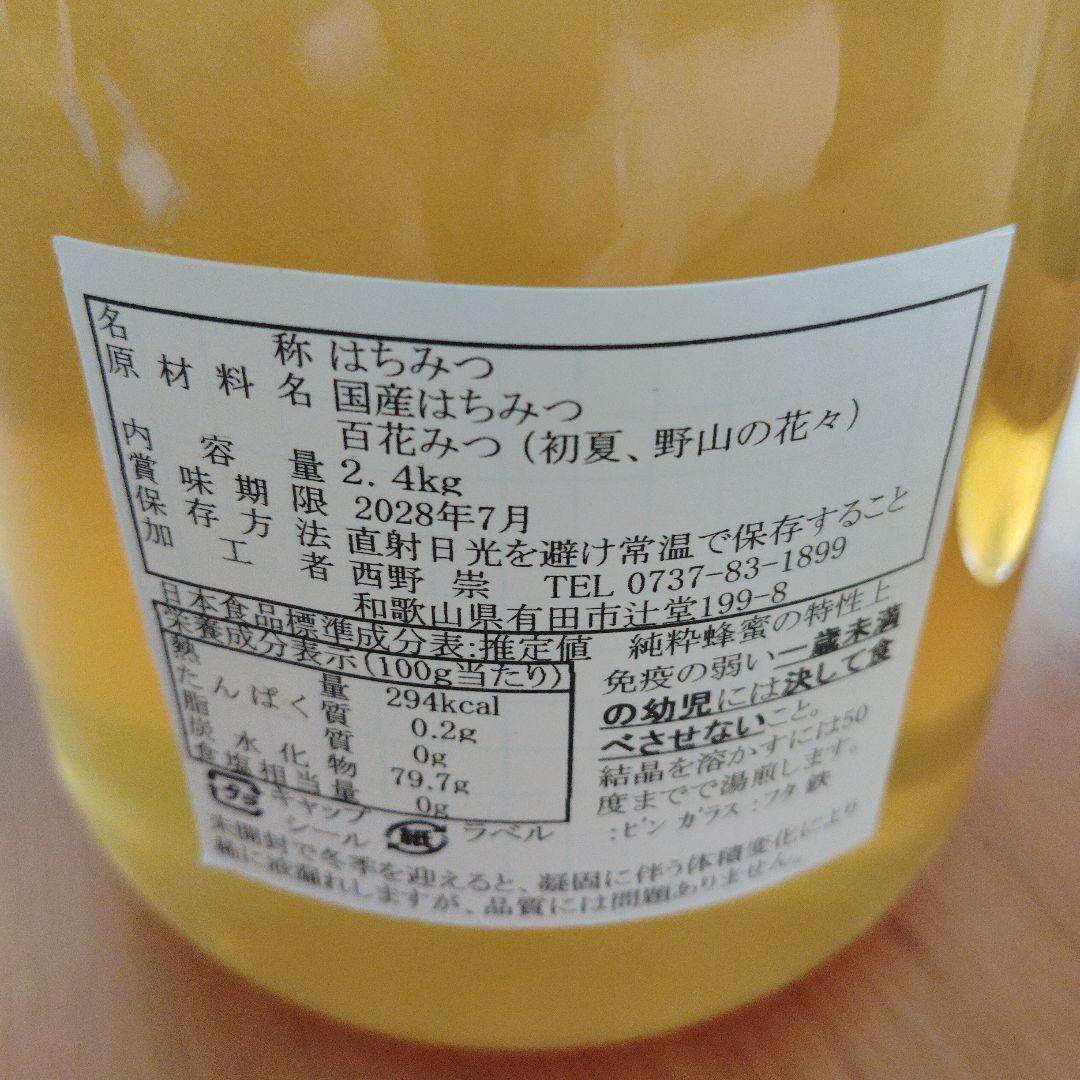 名称 はちみつ
原材料名 国産はちみつ
百花みつ(初夏、野山の花々)
内容量 2.4kg
賞味期限 2028年7月
保存方法 直射日光を避け常温で保存すること
加工者 西野 崇 TEL 0737-83-1899
和歌山県有田市辻堂199-8
日本食品標準成分表:推定値
栄養成分表示(100g当たり)
熱量 294kcal
たんぱく質 0.2g
脂質 0g
炭水化物 79.7g
食塩相当量 0g
純粋蜂蜜の特性上
免疫の弱い一歳未満
の幼児には決して食
べさせないこと。
結晶を溶かすには50
度までで湯煎します。
プラ キャップ
シール 紙 ラベル :ビン ガラス :フタ 鉄
未開封で冬季を迎えると、凝固に伴う体積変化により
稀に液漏れしますが、品質には問題ありません。